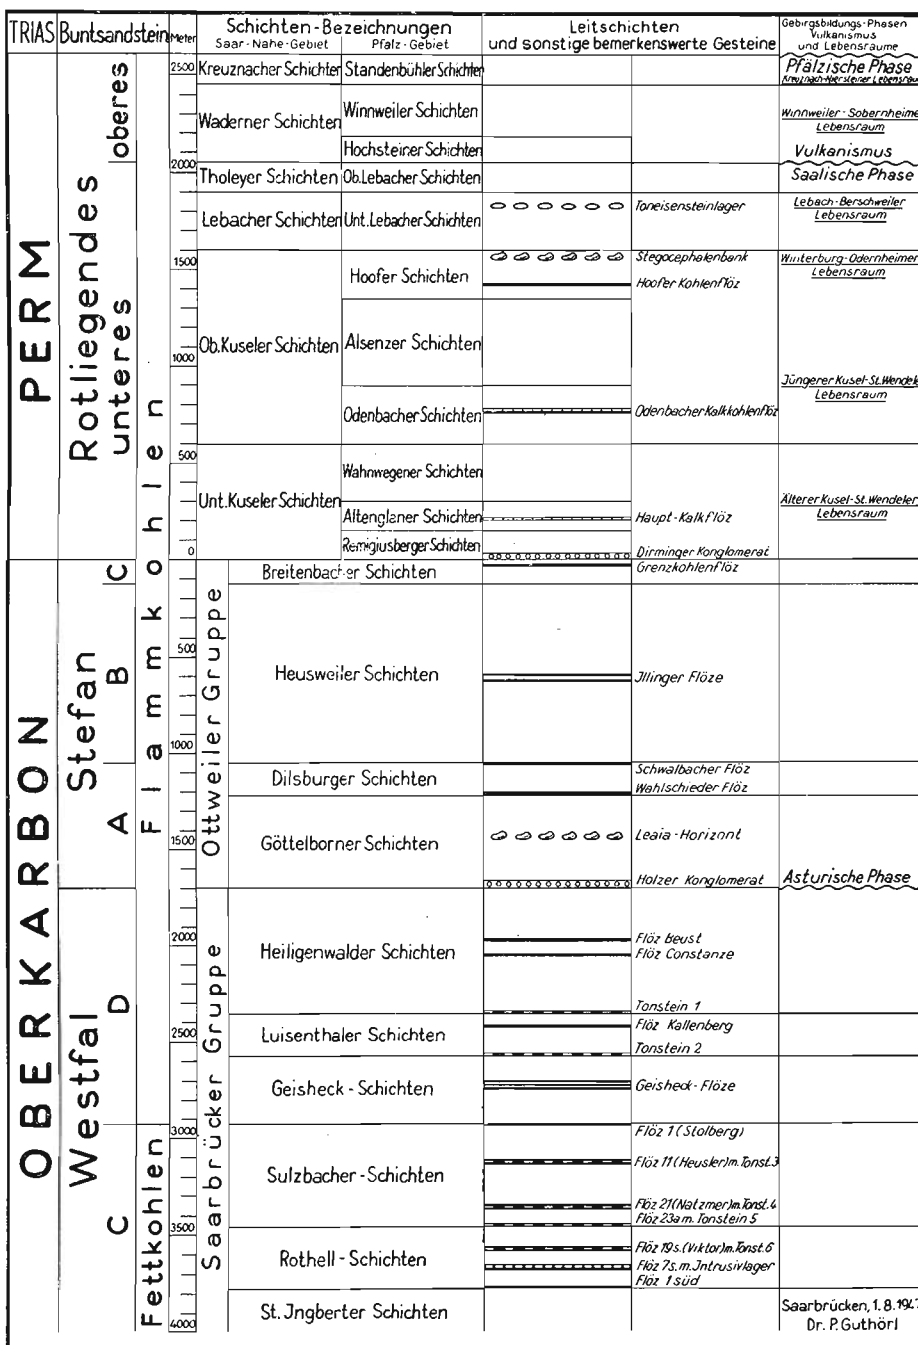 TRIAS Buntsandstein Meter
Schichten-Bezeichnungen
Saar-Nahe-Gebiet Pfalz-Gebiet
Leitschichten
und sonstige bemerkenswerte Gesteine
Gebirgsbildungs-Phasen
Vulkanismus
und Lebensräume
PERM
Rotliegendes
oberes
unteres
2500 Kreuznacher Schichten Standenbühler Schichten Pfälzische Phase
Kreuznach-Niersteiner Lebensraum
Waderner Schichten Winnweiler Schichten Winnweiler-Sobernheimer
Lebensraum
Hochsteiner Schichten Vulkanismus
2000 Tholeyer Schichten Ob. Lebacher Schichten Saalische Phase
Lebacher Schichten Unt. Lebacher Schichten Toneisensteinlager Lebach-Berschweiler
Lebensraum
1500 Hoofer Schichten Stegocephalenbank Winterburg-Odernheimer
Lebensraum
Hoofer Kohlenflöz
Ob. Kuseler Schichten Alsenzer Schichten
1000
Jüngerer Kusel-St. Wendeler
Lebensraum
Odenbacher Schichten Odenbacher Kalkkohlenflöz
500 Wahnwegener Schichten
Unt. Kuseler Schichten Älterer Kusel-St. Wendeler
Lebensraum
Altenglaner Schichten Haupt-Kalkflöz
Remigiusberger Schichten
0 Dirminger Konglomerat
OBERKARBON
Stefan
C
B
A
Flammkohlen
Ottweiler Gruppe
Breitenbacher Schichten Grenzkohlenflöz
500 Heusweiler Schichten Jllinger Flöze
1000
Dilsburger Schichten Schwalbacher Flöz
Wahlschieder Flöz
1500 Göttelborner Schichten Leaia-Horizont
Holzer Konglomerat Asturische Phase
Westfal
D
C
Saarbrücker Gruppe
2000 Heiligenwalder Schichten Flöz Beust
Flöz Constanze
Tonstein 1
2500 Luisenthaler Schichten Flöz Kallenberg
Tonstein 2
Geisheck-Schichten Geisheck-Flöze
Fettkohlen
3000 Flöz 1 (Stolberg)
Sulzbacher-Schichten Flöz 11 (Heusler) m. Tonst. 3
Flöz 21 (Natzmer) m. Tonst. 4
3500 Flöz 23a m. Tonstein 5
Rothell-Schichten Flöz 19 s. (Viktor) m. Tonst. 6
Flöz 7 s. m. Jntrusivlager
Flöz 1 süd
4000 St. Jngberter Schichten
Saarbrücken, 1.8.1947
Dr. P. Guthörl